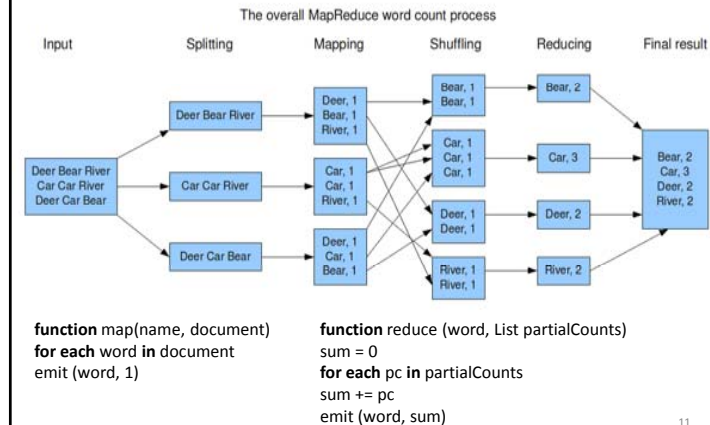 The overall MapReduce word count process
Input
Splitting
Mapping
Shuffling
Reducing
Final result
Deer Bear River
Car Car River
Deer Car Bear
Deer Bear River
Car Car River
Deer Car Bear
Deer, 1
Bear, 1
River, 1
Car, 1
Car, 1
River, 1
Deer, 1
Car, 1
Bear, 1
Bear, 1
Bear, 1
Car, 1
Car, 1
Car, 1
Deer, 1
Deer, 1
River, 1
River, 1
Bear, 2
Car, 3
Deer, 2
River, 2
Bear, 2
Car, 3
Deer, 2
River, 2
function map(name, document)
for each word in document
emit (word, 1)
function reduce (word, List partialCounts)
sum = 0
for each pc in partialCounts
sum += pc
emit (word, sum)
11